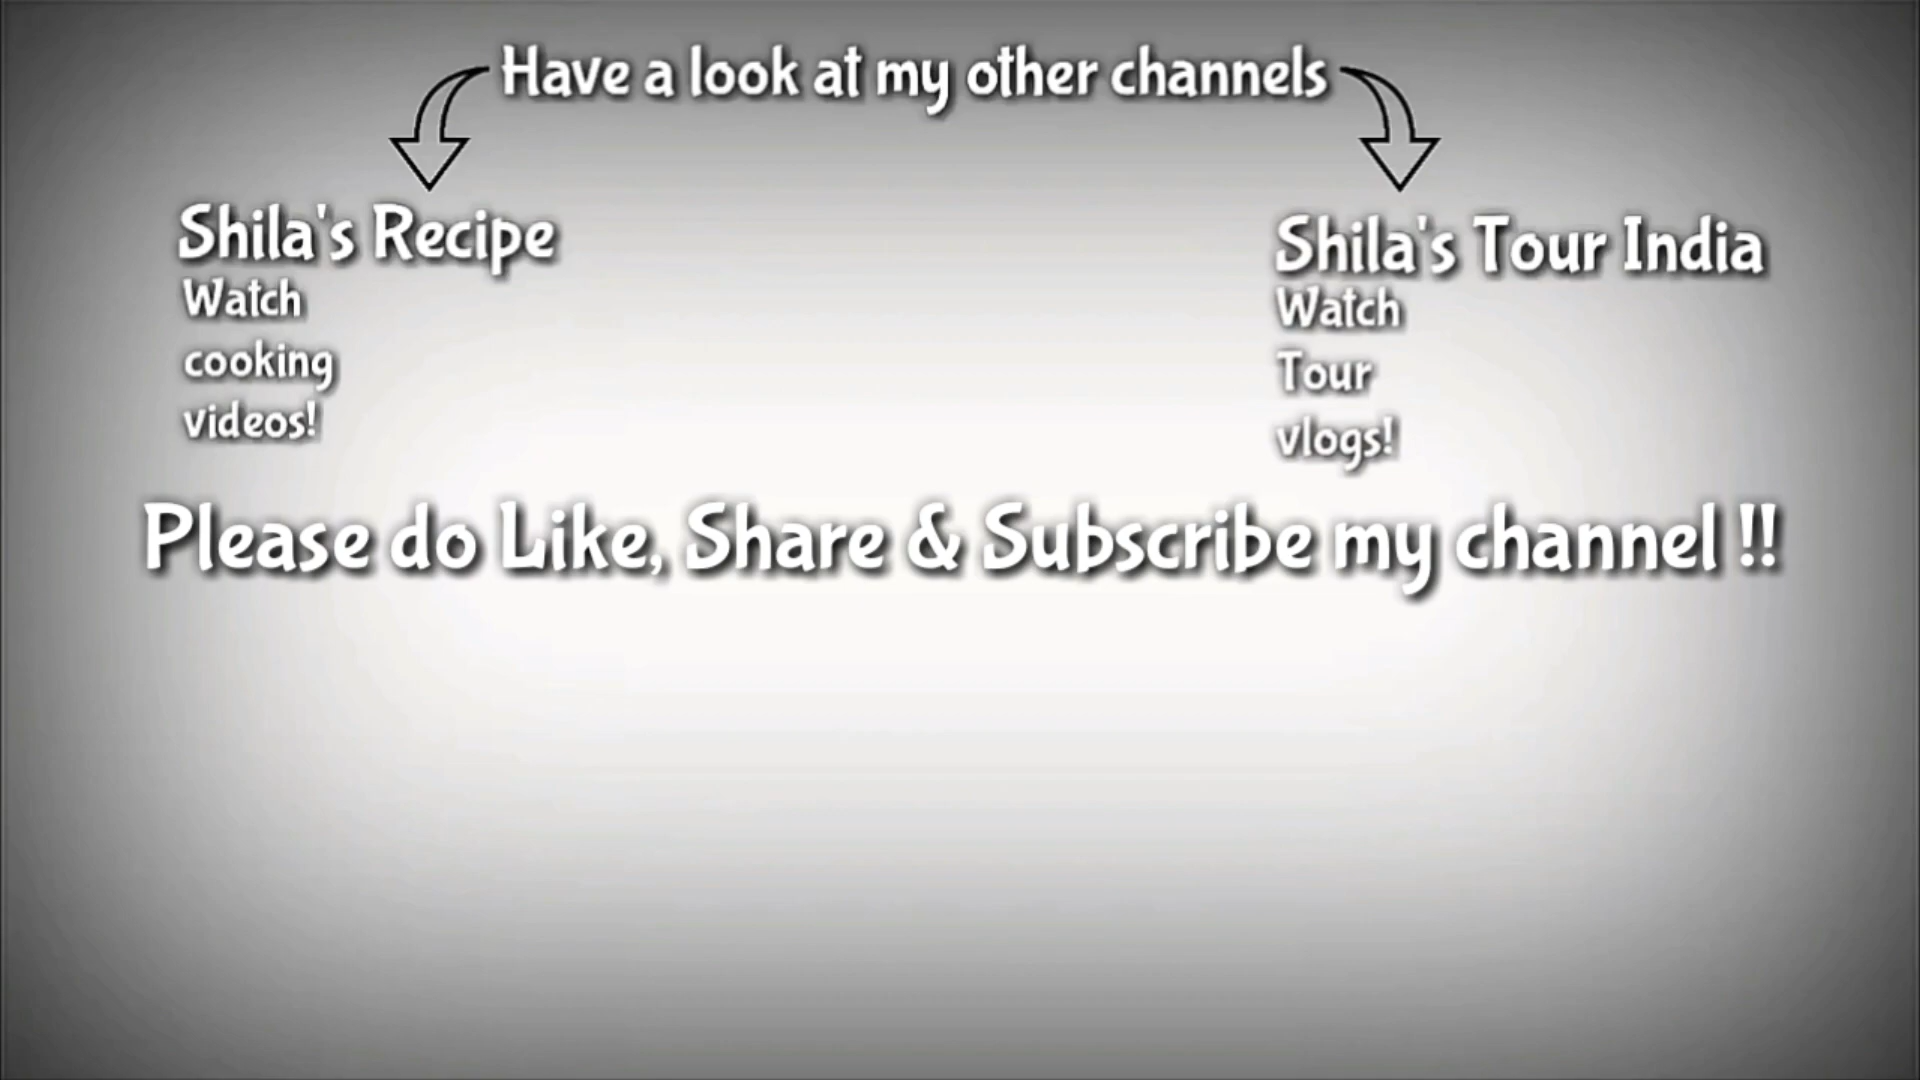 Have a look at my other channels
Shila's Recipe
Watch
cooking
videos!
Shila's Tour India
Watch
Tour
vlogs!
Please do Like, Share & Subscribe my channel !!